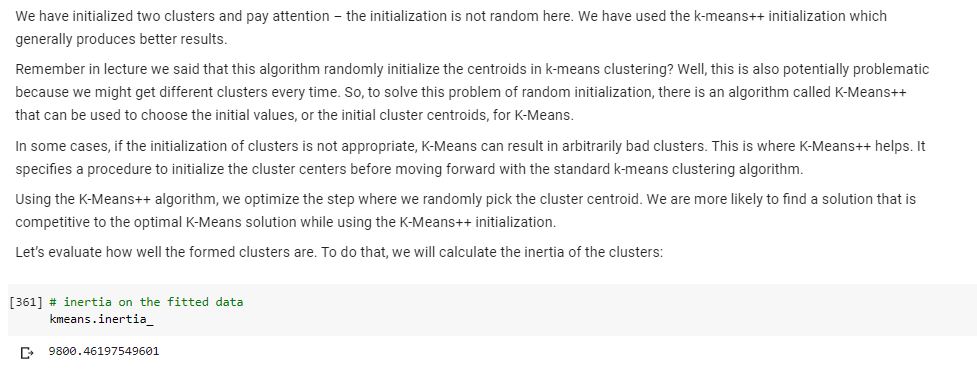 We have initialized two clusters and pay attention – the initialization is not random here. We have used the k-means++ initialization which
generally produces better results.
Remember in lecture we said that this algorithm randomly initialize the centroids in k-means clustering? Well, this is also potentially problematic
because we might get different clusters every time. So, to solve this problem of random initialization, there is an algorithm called K-Means++
that can be used to choose the initial values, or the initial cluster centroids, for K-Means.
In some cases, if the initialization of clusters is not appropriate, K-Means can result in arbitrarily bad clusters. This is where K-Means++ helps. It
specifies a procedure to initialize the cluster centers before moving forward with the standard k-means clustering algorithm.
Using the K-Means++ algorithm, we optimize the step where we randomly pick the cluster centroid. We are more likely to find a solution that is
competitive to the optimal K-Means solution while using the K-Means++ initialization.
Let's evaluate how well the formed clusters are. To do that, we will calculate the inertia of the clusters:
[361] # inertia on the fitted data
kmeans.inertia_
9800.46197549601